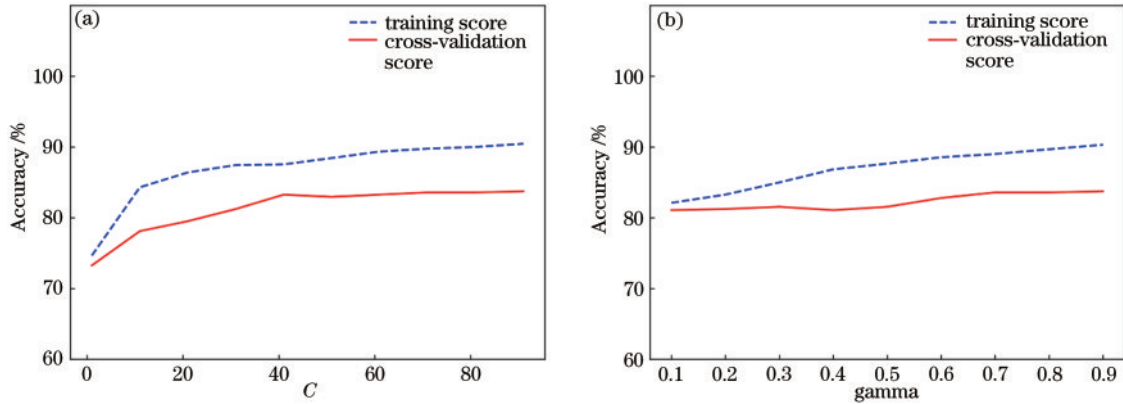 (a)
training score
cross-validation
score
100
90
80
70
60
Accuracy /%
0 20 40 60 80
C
(b)
training score
cross-validation
score
100
90
80
70
60
Accuracy /%
0.1 0.2 0.3 0.4 0.5 0.6 0.7 0.8 0.9
gamma